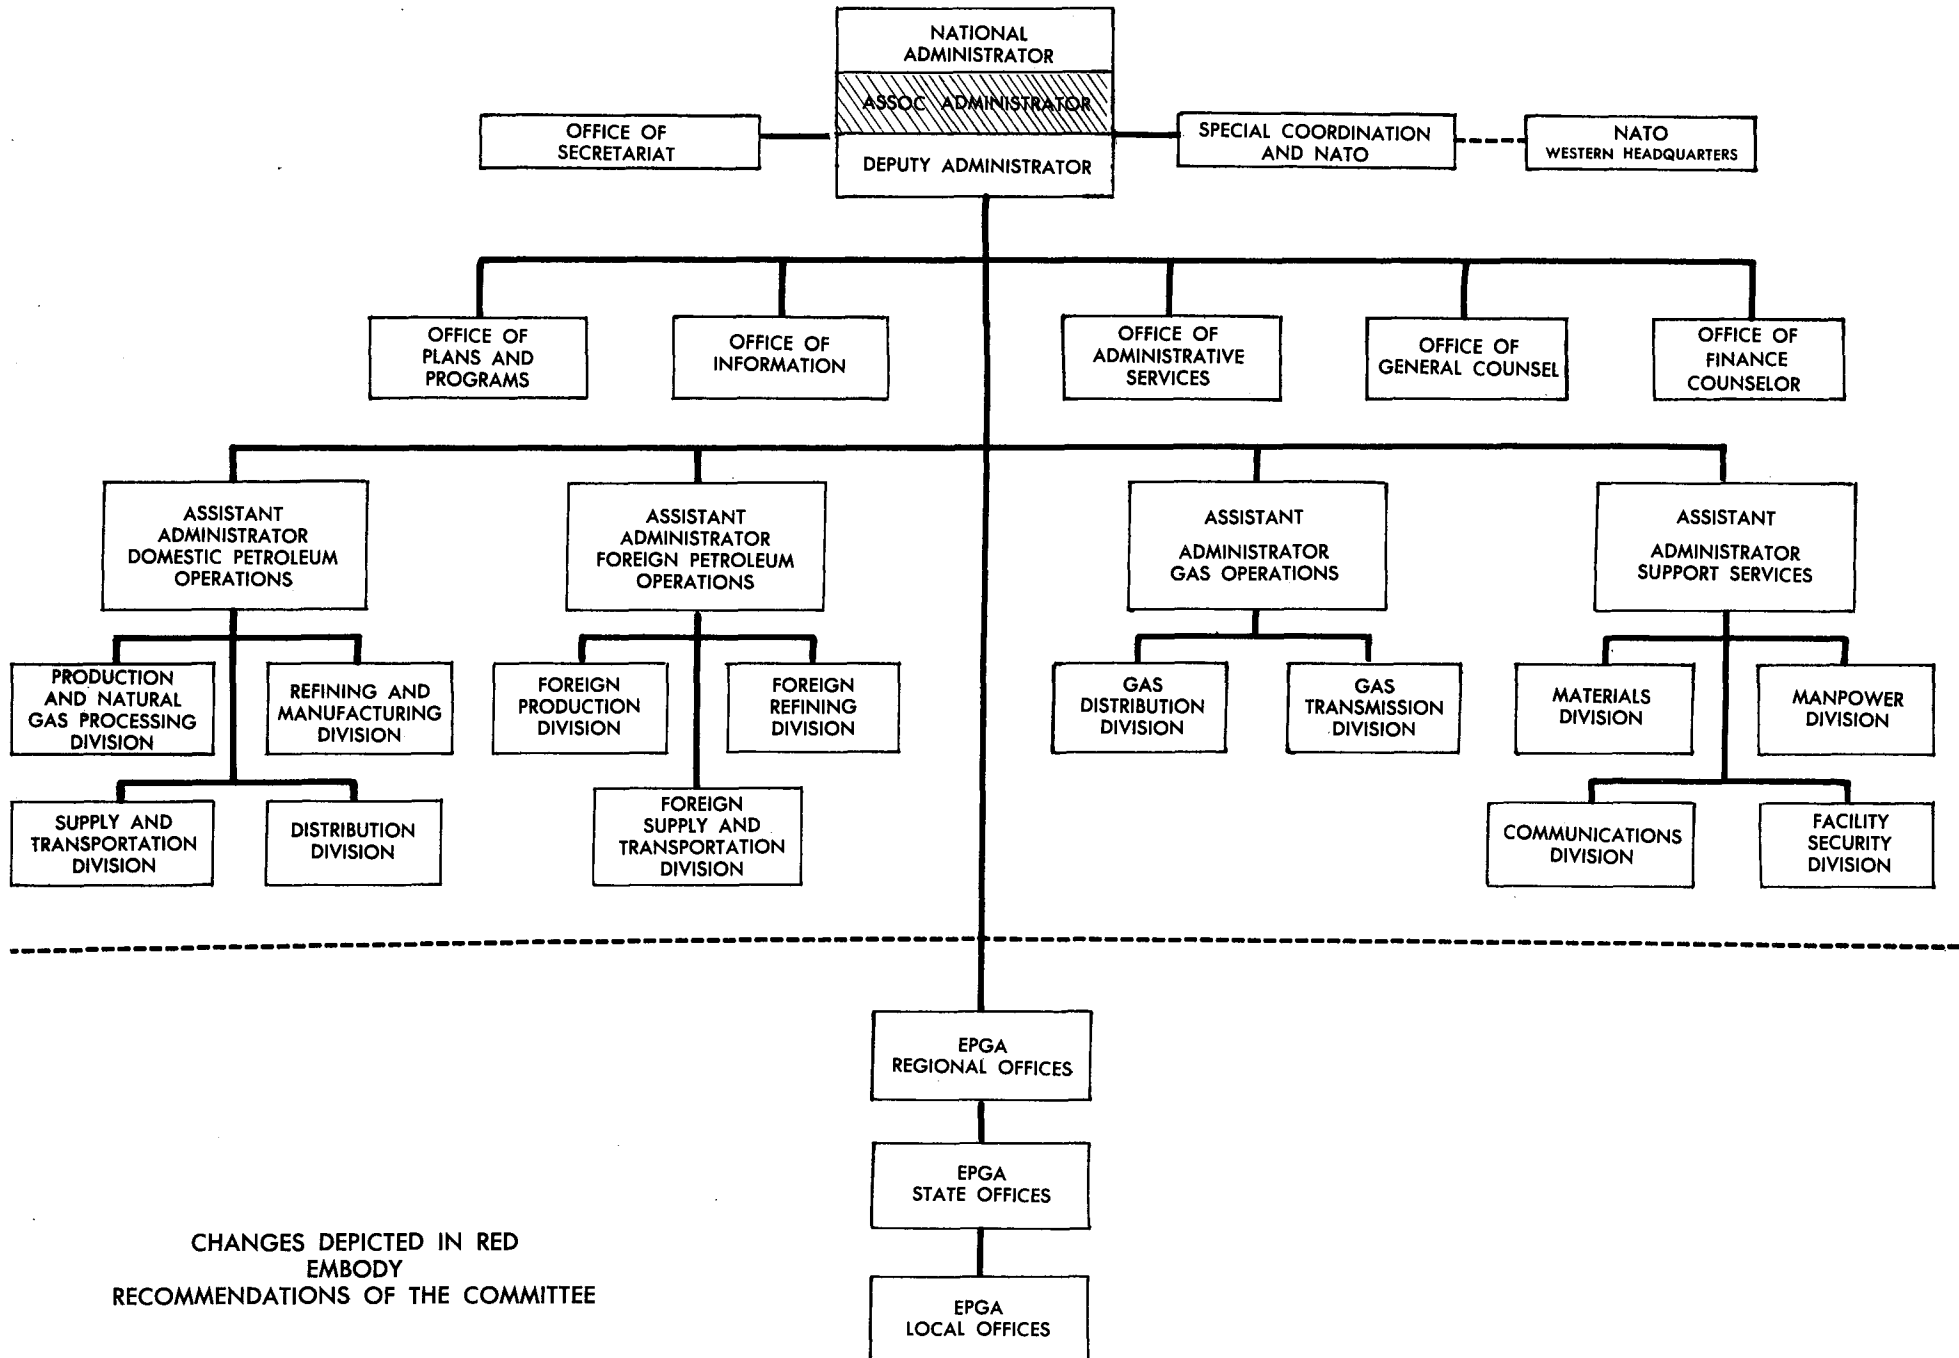 NATIONAL
ADMINISTRATOR
ASSOC ADMINISTRATOR
DEPUTY ADMINISTRATOR
OFFICE OF
SECRETARIAT
SPECIAL COORDINATION
AND NATO
NATO
WESTERN HEADQUARTERS
OFFICE OF
PLANS AND
PROGRAMS
OFFICE OF
INFORMATION
OFFICE OF
ADMINISTRATIVE
SERVICES
OFFICE OF
GENERAL COUNSEL
OFFICE OF
FINANCE
COUNSELOR
ASSISTANT
ADMINISTRATOR
DOMESTIC PETROLEUM
OPERATIONS
ASSISTANT
ADMINISTRATOR
FOREIGN PETROLEUM
OPERATIONS
ASSISTANT
ADMINISTRATOR
GAS OPERATIONS
ASSISTANT
ADMINISTRATOR
SUPPORT SERVICES
PRODUCTION
AND NATURAL
GAS PROCESSING
DIVISION
REFINING AND
MANUFACTURING
DIVISION
FOREIGN
PRODUCTION
DIVISION
FOREIGN
REFINING
DIVISION
GAS
DISTRIBUTION
DIVISION
GAS
TRANSMISSION
DIVISION
MATERIALS
DIVISION
MANPOWER
DIVISION
SUPPLY AND
TRANSPORTATION
DIVISION
DISTRIBUTION
DIVISION
FOREIGN
SUPPLY AND
TRANSPORTATION
DIVISION
COMMUNICATIONS
DIVISION
FACILITY
SECURITY
DIVISION
EPGA
REGIONAL OFFICES
EPGA
STATE OFFICES
EPGA
LOCAL OFFICES
CHANGES DEPICTED IN RED
EMBODY
RECOMMENDATIONS OF THE COMMITTEE